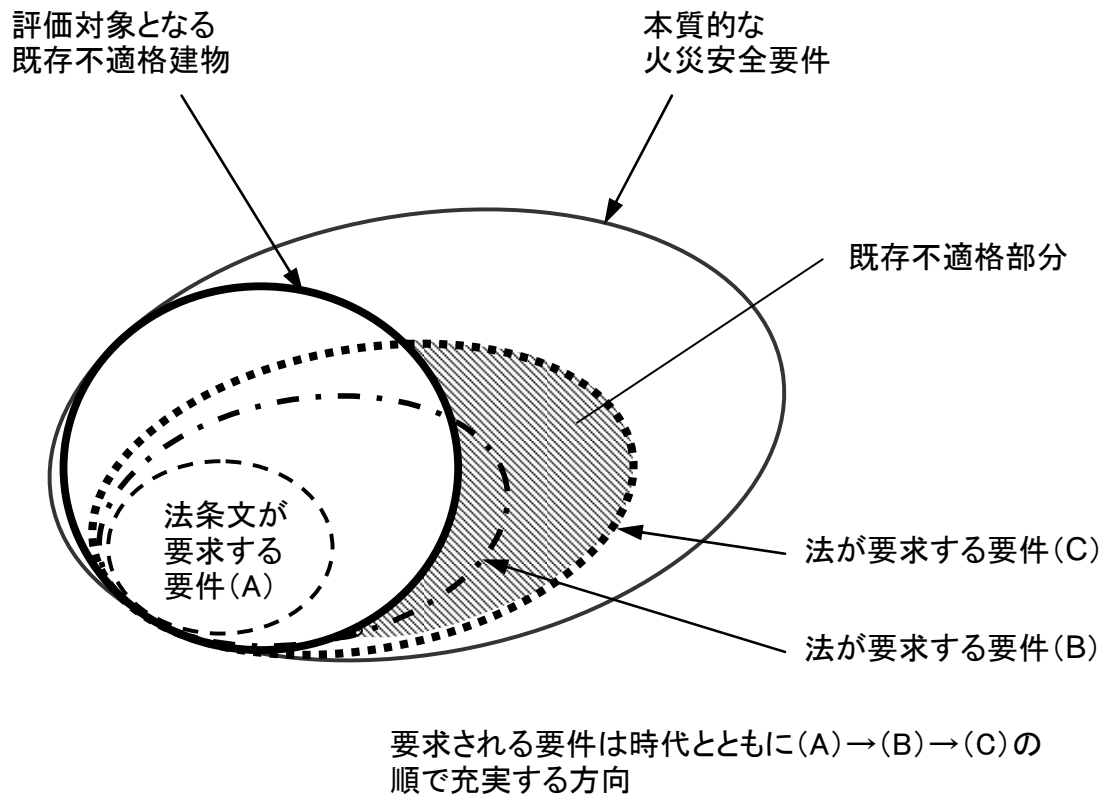 評価対象となる
既存不適格建物
本質的な
火災安全要件
既存不適格部分
法条文が
要求する
要件（A）
法が要求する要件（C）
法が要求する要件（B）
要求される要件は時代とともに（A）→（B）→（C）の
順で充実する方向